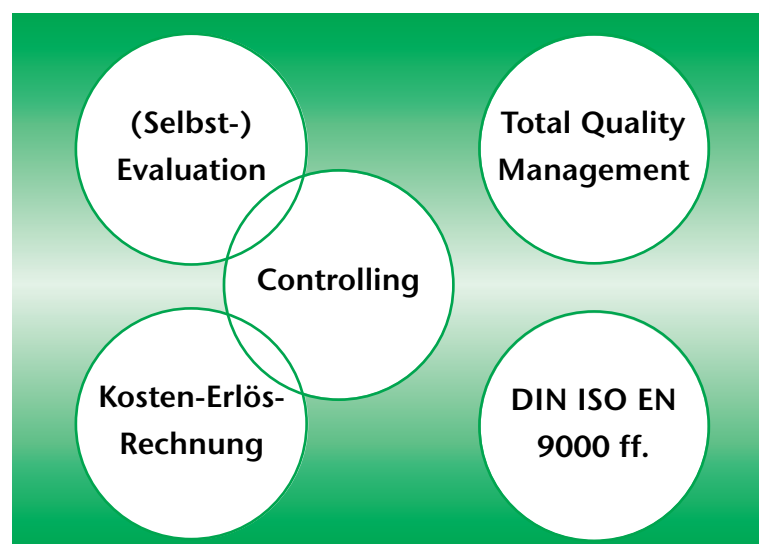 (Selbst-)
Evaluation
Total Quality
Management
Controlling
Kosten-Erlös-
Rechnung
DIN ISO EN
9000 ff.